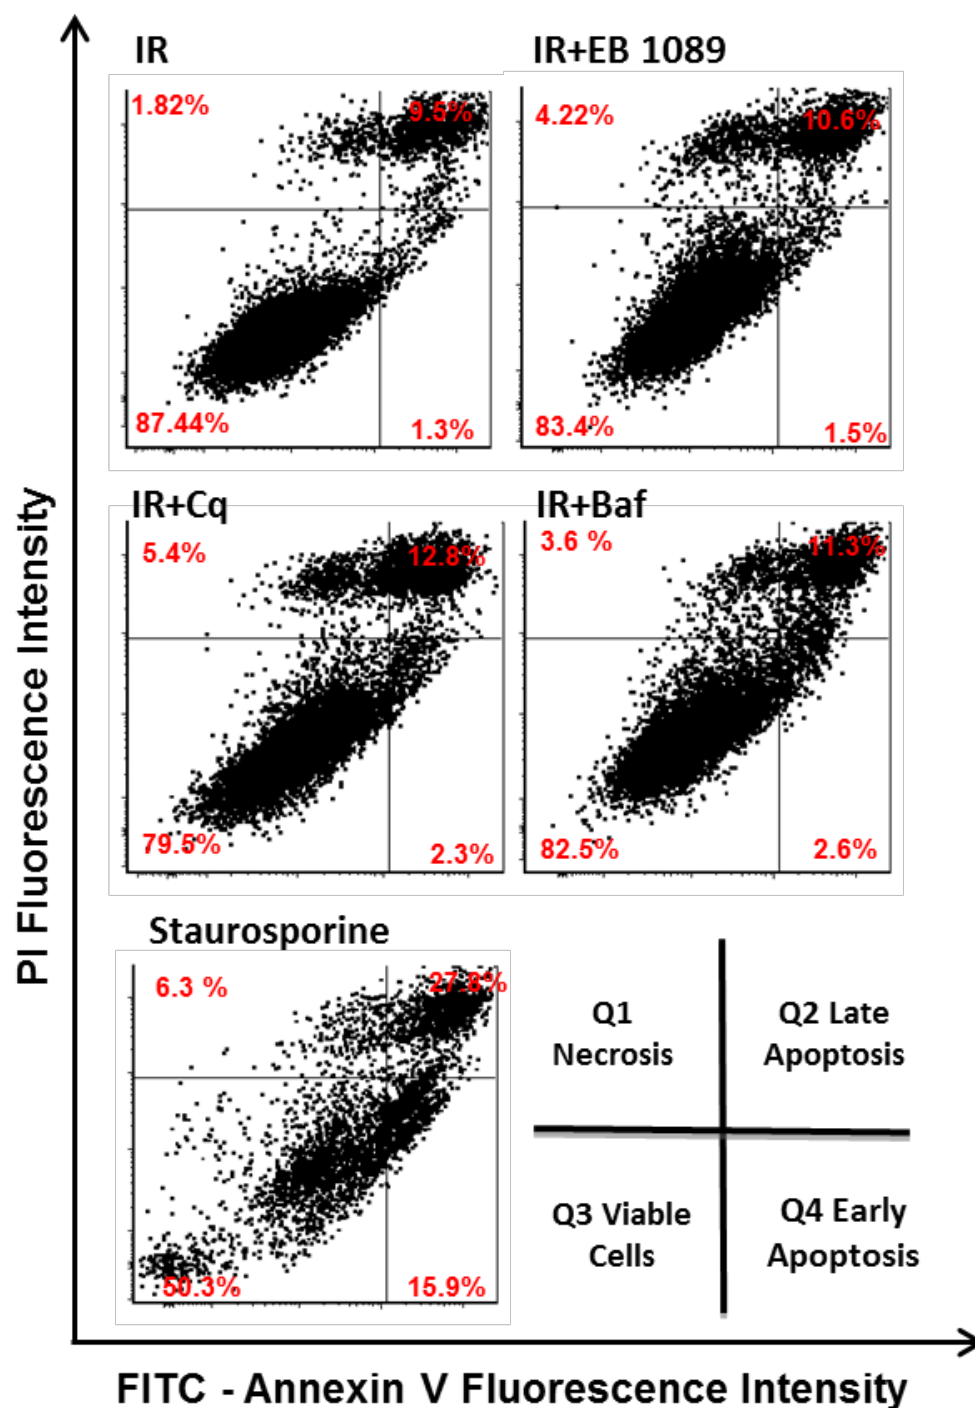 IR
IR+EB 1089
1.82%
9.5%
4.22%
10.6%
87.44%
1.3%
83.4%
1.5%
IR+Cq
IR+Baf
5.4%
12.8%
3.6 %
11.3%
79.5%
2.3%
82.5%
2.6%
Staurosporine
6.3 %
27.8%
50.3%
15.9%
Q1
Necrosis
Q2 Late
Apoptosis
Q3 Viable
Cells
Q4 Early
Apoptosis
PI Fluorescence Intensity
FITC - Annexin V Fluorescence Intensity